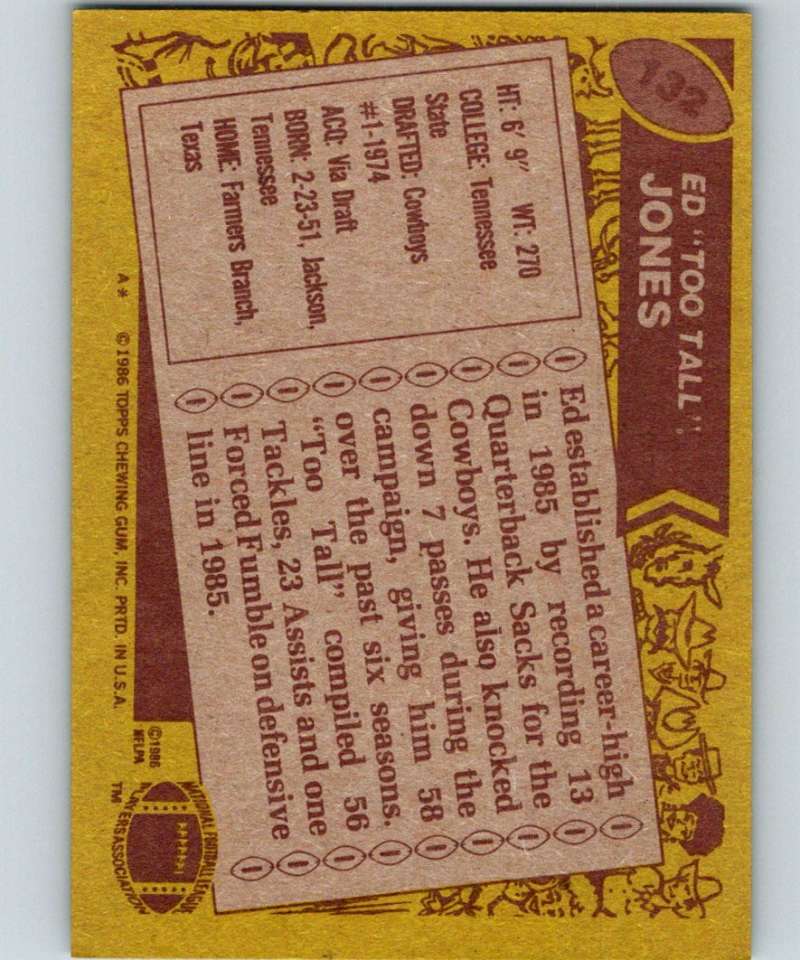 132
ED "TOO TALL"
JONES
HT: 6' 9" WT: 270
COLLEGE: Tennessee
State
DRAFTED: Cowboys
#1-1974
ACQ: Via Draft
BORN: 2-23-51, Jackson,
Tennessee
HOME: Farmers Branch,
Texas
Ed established a career-high
in 1985 by recording 13
Quarterback Sacks for the
Cowboys. He also knocked
down 7 passes during the
campaign, giving him 58
over the past six seasons.
"Too Tall" compiled 56
Tackles, 23 Assists and one
Forced Fumble on defensive
line in 1985.
A* © 1986 TOPPS CHEWING GUM, INC. PRTD. IN U.S.A.
©1986
NFLPA
NATIONAL FOOTBALL LEAGUE
PLAYERS ASSOCIATION
TM